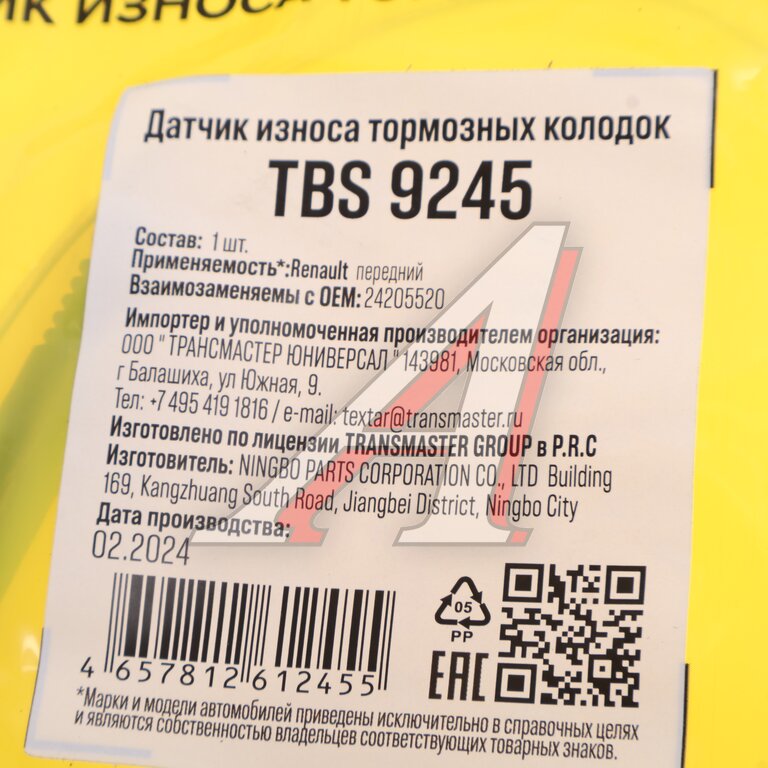 ИК ИЗНОСА
Датчик износа тормозных колодок
TBS 9245
Состав: 1 шт.
Применяемость*:Renault передний
Взаимозаменяемы с ОЕМ: 24205520
Импортер и уполномоченная производителем организация:
ООО " ТРАНСМАСТЕР ЮНИВЕРСАЛ " 143981, Московская обл.,
г Балашиха, ул Южная, 9.
Тел: +7 495 419 1816 / e-mail: textar@transmaster.ru
Изготовлено по лицензии TRANSMASTER GROUP в P.R.C
Изготовитель: NINGBO PARTS CORPORATION CO., LTD Building
169, Kangzhuang South Road, Jiangbei District, Ningbo City
Дата производства:
02.2024
4 657812 612455
05
PP
EAC
*Марки и модели автомобилей приведены исключительно в справочных целях
и являются собственностью владельцев соответствующих товарных знаков.